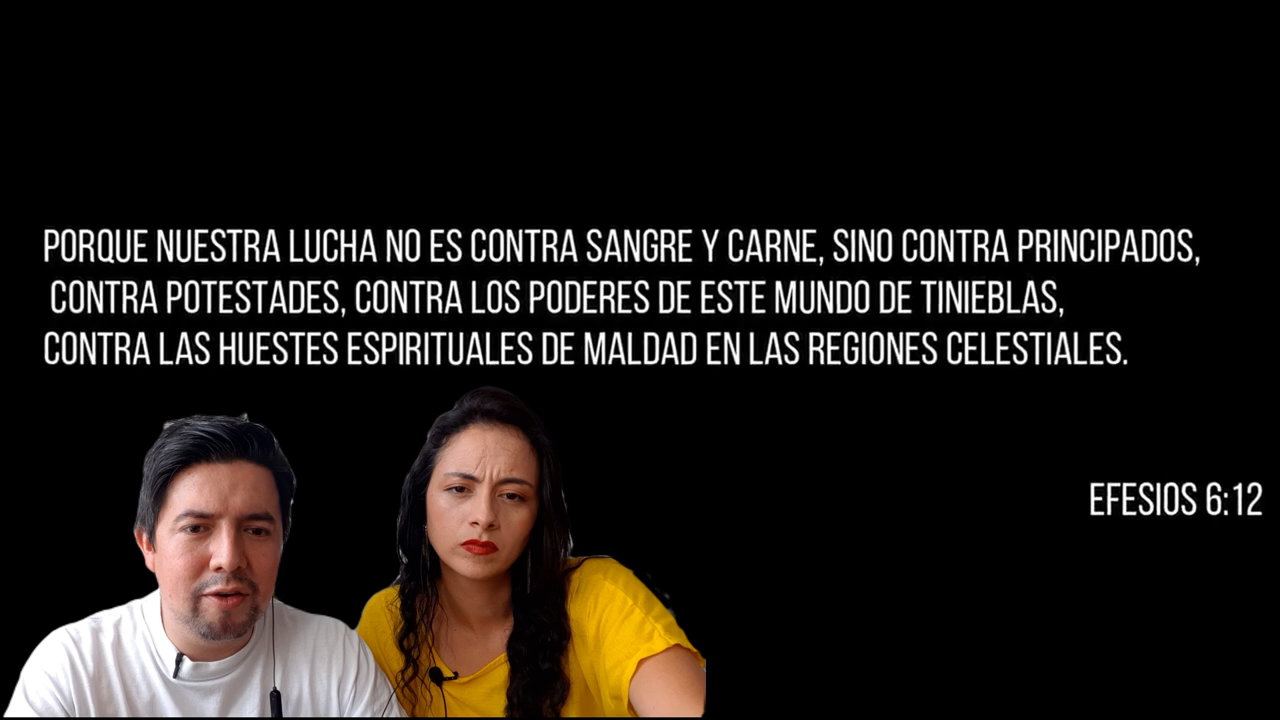 PORQUE NUESTRA LUCHA NO ES CONTRA SANGRE Y CARNE, SINO CONTRA PRINCIPADOS,
CONTRA POTESTADES, CONTRA LOS PODERES DE ESTE MUNDO DE TINIEBLAS,
CONTRA LAS HUESTES ESPIRITUALES DE MALDAD EN LAS REGIONES CELESTIALES.
EFESIOS 6:12